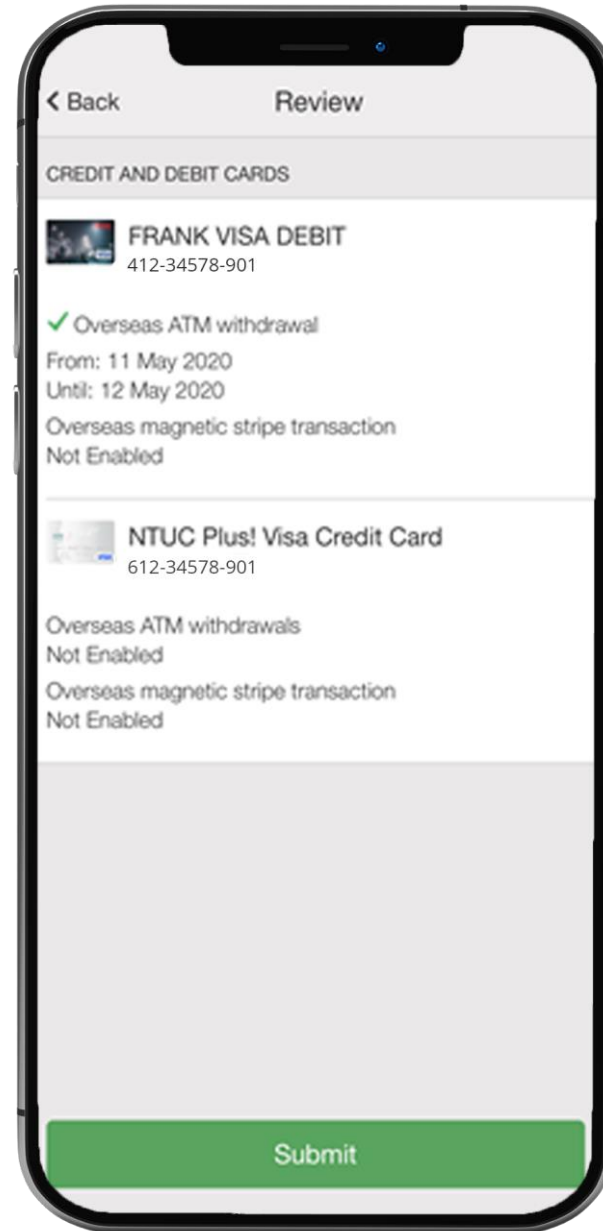 Back
Review
CREDIT AND DEBIT CARDS
FRANK VISA DEBIT
412-34578-901
Overseas ATM withdrawal
From: 11 May 2020
Until: 12 May 2020
Overseas magnetic stripe transaction
Not Enabled
NTUC Plus! Visa Credit Card
612-34578-901
Overseas ATM withdrawals
Not Enabled
Overseas magnetic stripe transaction
Not Enabled
Submit